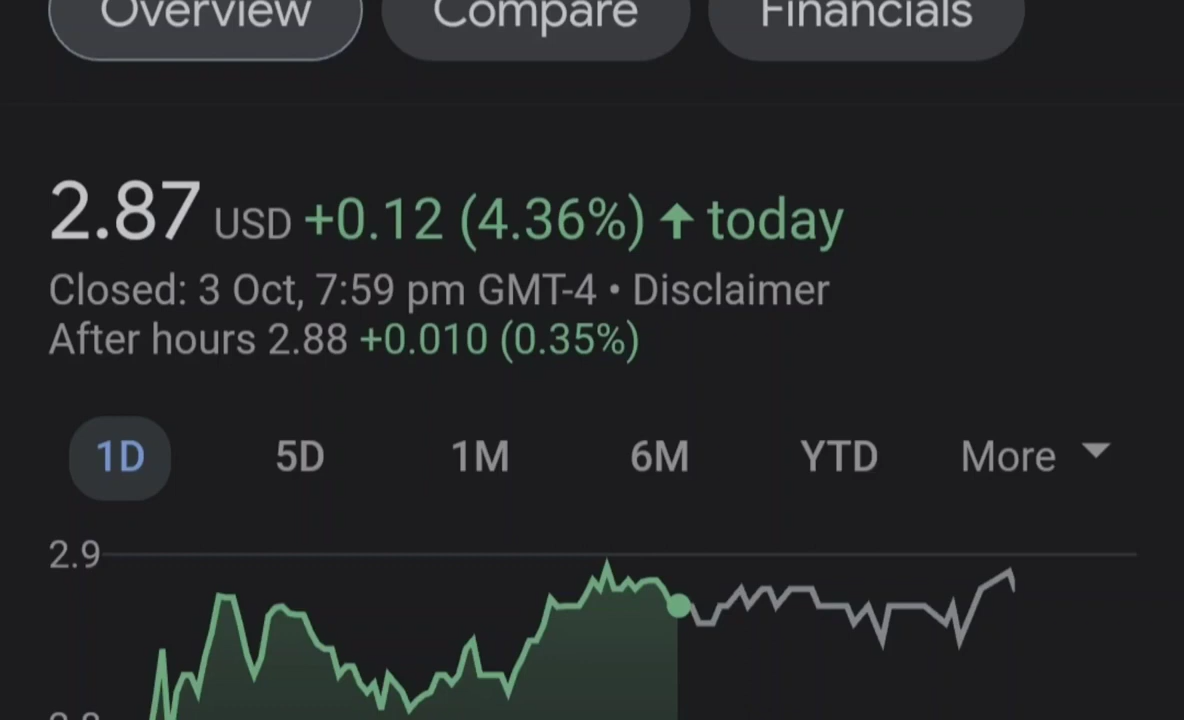 Overview Compare Financials
2.87 USD +0.12 (4.36%) ↑ today
Closed: 3 Oct, 7:59 pm GMT-4 • Disclaimer
After hours 2.88 +0.010 (0.35%)
1D 5D 1M 6M YTD More
2.9